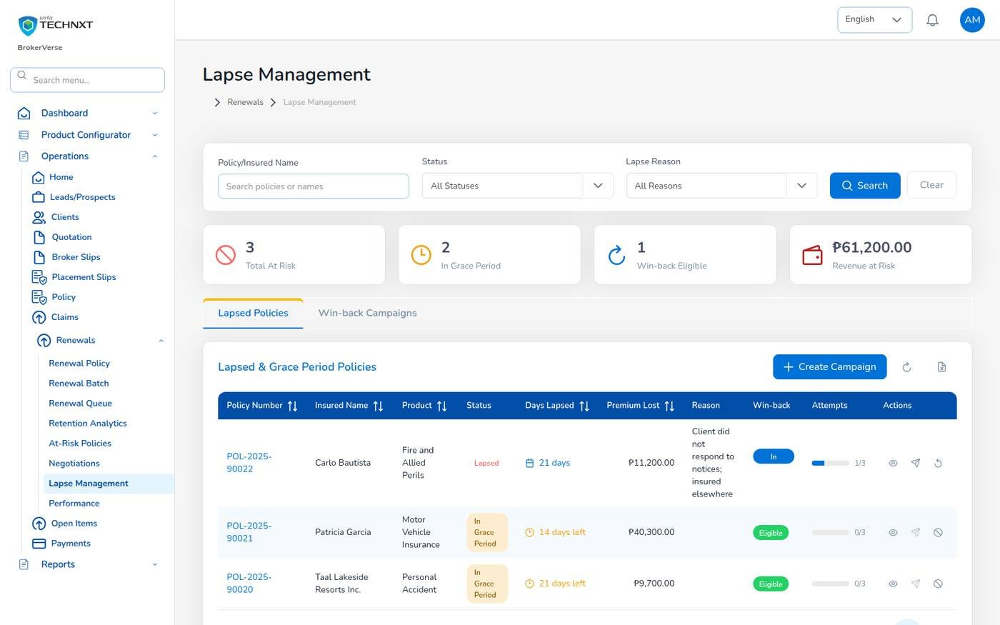 iorta
TECHNXT
BrokerVerse
Search menu...
Dashboard
Product Configurator
Operations
Home
Leads/Prospects
Clients
Quotation
Broker Slips
Placement Slips
Policy
Claims
Renewals
Renewal Policy
Renewal Batch
Renewal Queue
Retention Analytics
At-Risk Policies
Negotiations
Lapse Management
Performance
Open Items
Payments
Reports
English
AM
Lapse Management
Renewals
Lapse Management
Policy/Insured Name
Search policies or names
Status
All Statuses
Lapse Reason
All Reasons
Search
Clear
3
Total At Risk
2
In Grace Period
1
Win-back Eligible
₱61,200.00
Revenue at Risk
Lapsed Policies
Win-back Campaigns
Lapsed & Grace Period Policies
Create Campaign
Policy Number
Insured Name
Product
Status
Days Lapsed
Premium Lost
Reason
Win-back
Attempts
Actions
POL-2025-
90022
Carlo Bautista
Fire and
Allied
Perils
Lapsed
21 days
₱11,200.00
Client did
not
respond to
notices;
insured
elsewhere
In
1/3
POL-2025-
90021
Patricia Garcia
Motor
Vehicle
Insurance
In
Grace
Period
14 days left
₱40,300.00
Eligible
0/3
POL-2025-
90020
Taal Lakeside
Resorts Inc.
Personal
Accident
In
Grace
Period
21 days left
₱9,700.00
Eligible
0/3